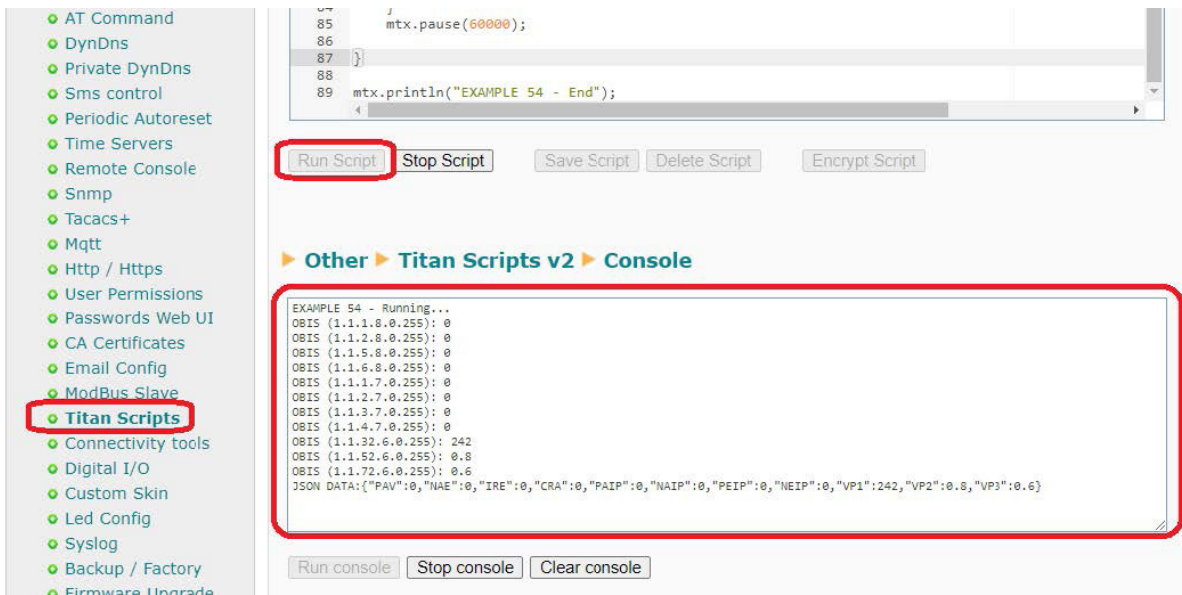 AT Command
DynDns
Private DynDns
Sms control
Periodic Autoreset
Time Servers
Remote Console
Snmp
Tacacs+
Mqtt
Http / Https
User Permissions
Passwords Web UI
CA Certificates
Email Config
ModBus Slave
Titan Scripts
Connectivity tools
Digital I/O
Custom Skin
Led Config
Syslog
Backup / Factory
Firmware Upgrade
84 }
85 mtx.pause(60000);
86
87 }
88
89 mtx.println("EXAMPLE 54 - End");
Run Script Stop Script Save Script Delete Script Encrypt Script
Other Titan Scripts v2 Console
EXAMPLE 54 - Running...
OBIS (1.1.1.8.0.255): 0
OBIS (1.1.2.8.0.255): 0
OBIS (1.1.5.8.0.255): 0
OBIS (1.1.6.8.0.255): 0
OBIS (1.1.1.7.0.255): 0
OBIS (1.1.2.7.0.255): 0
OBIS (1.1.3.7.0.255): 0
OBIS (1.1.4.7.0.255): 0
OBIS (1.1.32.6.0.255): 242
OBIS (1.1.52.6.0.255): 0.8
OBIS (1.1.72.6.0.255): 0.6
JSON DATA:{"PAV":0,"NAE":0,"IRE":0,"CRA":0,"PAIP":0,"NAIP":0,"PEIP":0,"NEIP":0,"VP1":242,"VP2":0.8,"VP3":0.6}
Run console Stop console Clear console